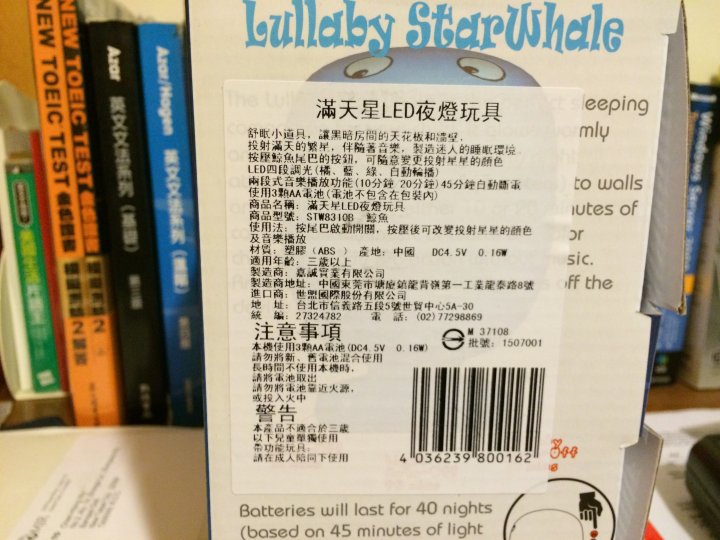 NEW TOEIC TEST
NEW TOEIC TEST
Azar 英文文法系列
Azar/Hagen 英文文法系列
Lullaby StarWhale
sleeping
to walls
utes of
off the
滿天星LED夜燈玩具
舒眠小道具，讓黑暗房間的天花板和牆壁，
投射滿天的繁星，伴隨著音樂，製造迷人的睡眠環境。
按壓鯨魚尾巴的按鈕，可隨意變更投射星星的顏色
LED四段調光(橘、藍、綠、自動輪播)
兩段式音樂播放功能(10分鐘 20分鐘)45分鐘自動斷電
使用3顆AA電池(電池不包含在包裝內)
商品名稱：滿天星LED夜燈玩具
商品型號：STW8310B 鯨魚
使用法：按尾巴啟動開關，按壓後可改變投射星星的顏色
及音樂播放
材質：塑膠（ABS ） 產地：中國 DC4.5V 0.16W
適用年齡：三歲以上
製造商：嘉誠實業有限公司
製造商地址：中國東莞市塘廈鎮龍背嶺第一工業龍泰路8號
進口商：世盟國際股份有限公司
地 址：台北市信義路五段5號世貿中心5A-30
統 編：27324782 電 話：(02)77298869
注意事項
本機使用3顆AA電池(DC4.5V 0.16W)
請勿將新、舊電池混合使用
長時間不使用本機時，
請將電池取出
請勿將電池靠近火源，
或投入火中
M 37108
批號：1507001
警告
本產品不適合於三歲
以下兒童單獨使用
帶功能玩具：
請在成人陪同下使用
4 036239 800162
Batteries will last for 40 nights
(based on 45 minutes of light